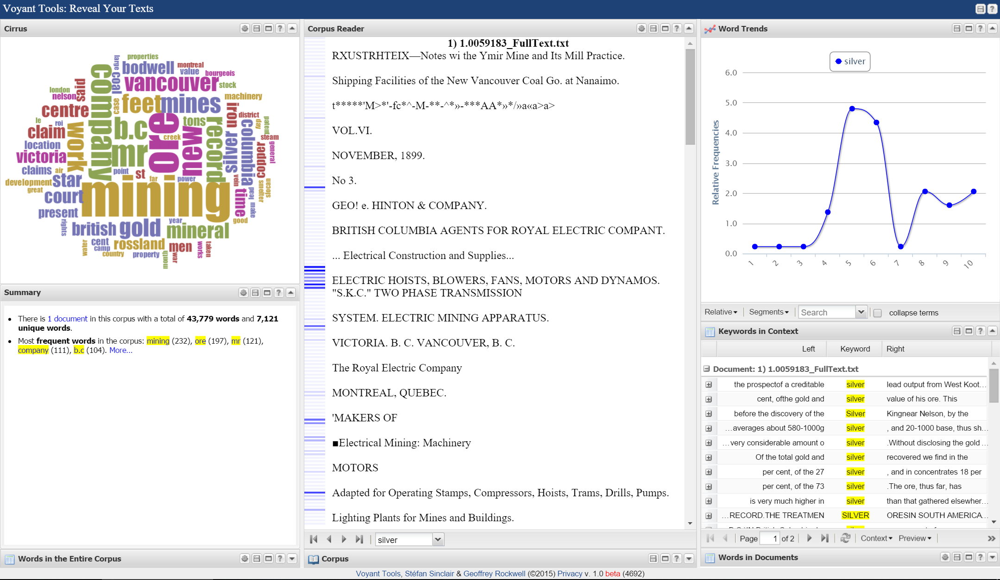 Voyant Tools: Reveal Your Texts
Cirrus
properties
large
coal
bodwell
montreal
value
bourgeois
company
vancouver
stock
london
nelson
said
case
feet
mines
machinery
centre
iron
district
le
roi
work
b.c
ore
tons
record
columbia
day
patent
claim
creek
new
silver
steam
location
mr
copper
general
victoria
claims
air
point
st
far
power
vein
development
star
great
mining
time
lead
smelter
slocan
court
make
present
rights
british
gold
year
mineral
good
water
cent
camp
rossland
men
works
taken
country
property
month
war
Summary
There is 1 document in this corpus with a total of 43,779 words and 7,121
unique words.
Most frequent words in the corpus: mining (232), ore (197), mr (121),
company (111), b.c (104). More...
Words in the Entire Corpus
Corpus Reader
1) 1.0059183_FullText.txt
RXUSTRHTEIX—Notes wi the Ymir Mine and Its Mill Practice.
Shipping Facilities of the New Vancouver Coal Go. at Nanaimo.
t*****'M>*'-fc*^-M-**-^*»-***AA*»*/»a«a>a>
VOL.VI.
NOVEMBER, 1899.
No 3.
GEO! e. HINTON & COMPANY.
BRITISH COLUMBIA AGENTS FOR ROYAL ELECTRIC COMPANT.
... Electrical Construction and Supplies...
ELECTRIC HOISTS, BLOWERS, FANS, MOTORS AND DYNAMOS.
"S.K.C." TWO PHASE TRANSMISSION
SYSTEM. ELECTRIC MINING APPARATUS.
VICTORIA. B. C. VANCOUVER, B. C.
The Royal Electric Company
MONTREAL, QUEBEC.
'MAKERS OF
■Electrical Mining: Machinery
MOTORS
Adapted for Operating Stamps, Compressors, Hoists, Trams, Drills, Pumps.
Lighting Plants for Mines and Buildings.
silver
Corpus
Word Trends
silver
Relative Frequencies
6.0
5.0
4.0
3.0
2.0
1.0
0.0
1 2 3 4 5 6 7 8 9 10
Relative Segments Search collapse terms
Keywords in Context
Left Keyword Right
Document: 1) 1.0059183_FullText.txt
the prospectof a creditable silver lead output from West Koot...
cent, ofthe gold and silver value of his ore. This
before the discovery of the Silver Kingnear Nelson, by the
...averages about 580-1000g silver , and 20-1000 base, thus sh...
...very considerable amount o silver .Without disclosing the gold ...
Of the total gold and silver recovered we find in the
per cent, of the 27 silver , and in concentrates 18 per
per cent, of the 73 silver .The ore, thus far, has
is very much higher in silver than that gathered elsewher...
...RECORD.THE TREATMEN SILVER ORESIN SOUTH AMERICA...
Page 1 of 2 Context Preview
Words in Documents
Voyant Tools, Stéfan Sinclair & Geoffrey Rockwell (©2015) Privacy v. 1.0 beta (4692)